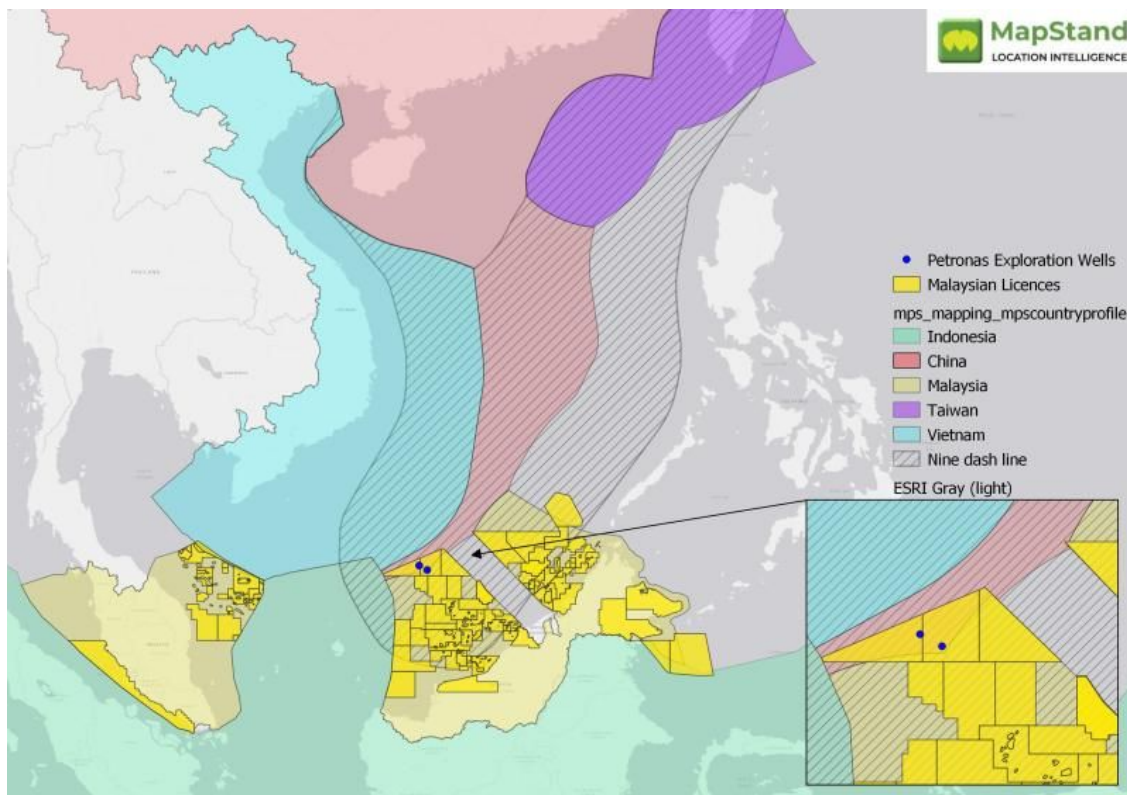 MapStand
LOCATION INTELLIGENCE
Petronas Exploration Wells
Malaysian Licences
mps_mapping_mpscountryprofile
Indonesia
China
Malaysia
Taiwan
Vietnam
Nine dash line
ESRI Gray (light)